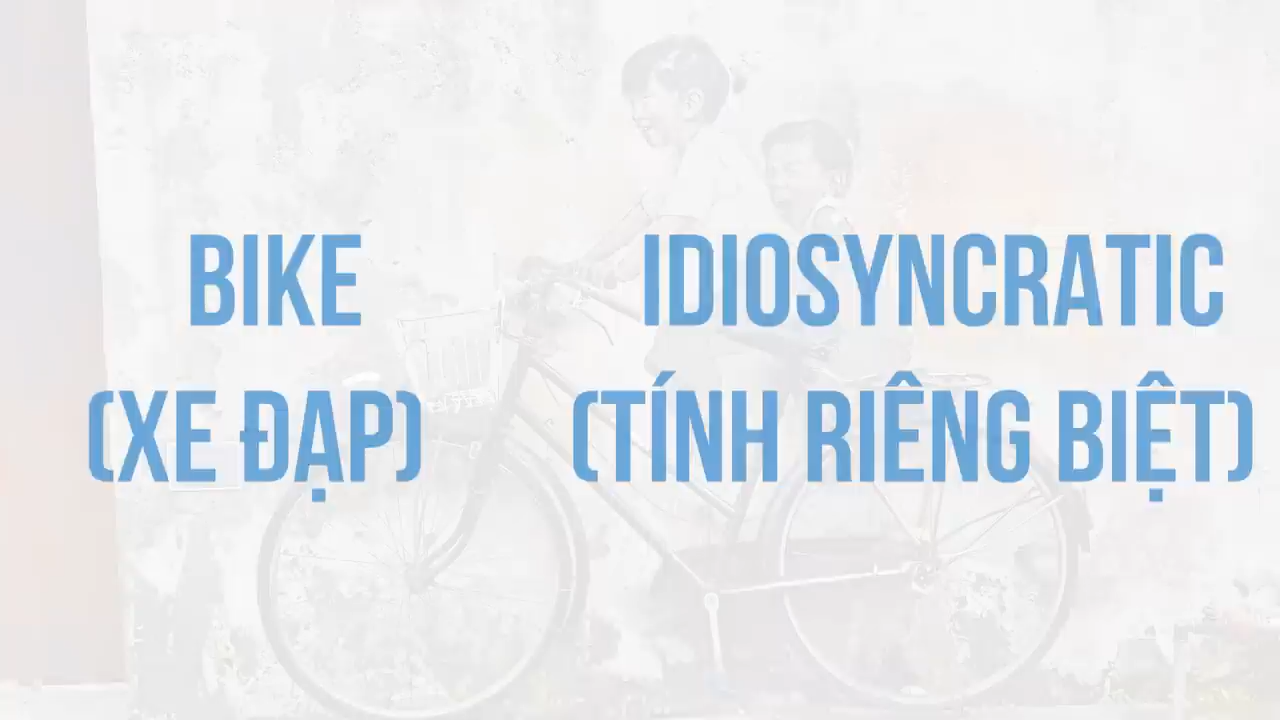 BIKE IDIOSYNCRATIC
(XE ĐẠP) (TÍNH RIÊNG BIỆT)